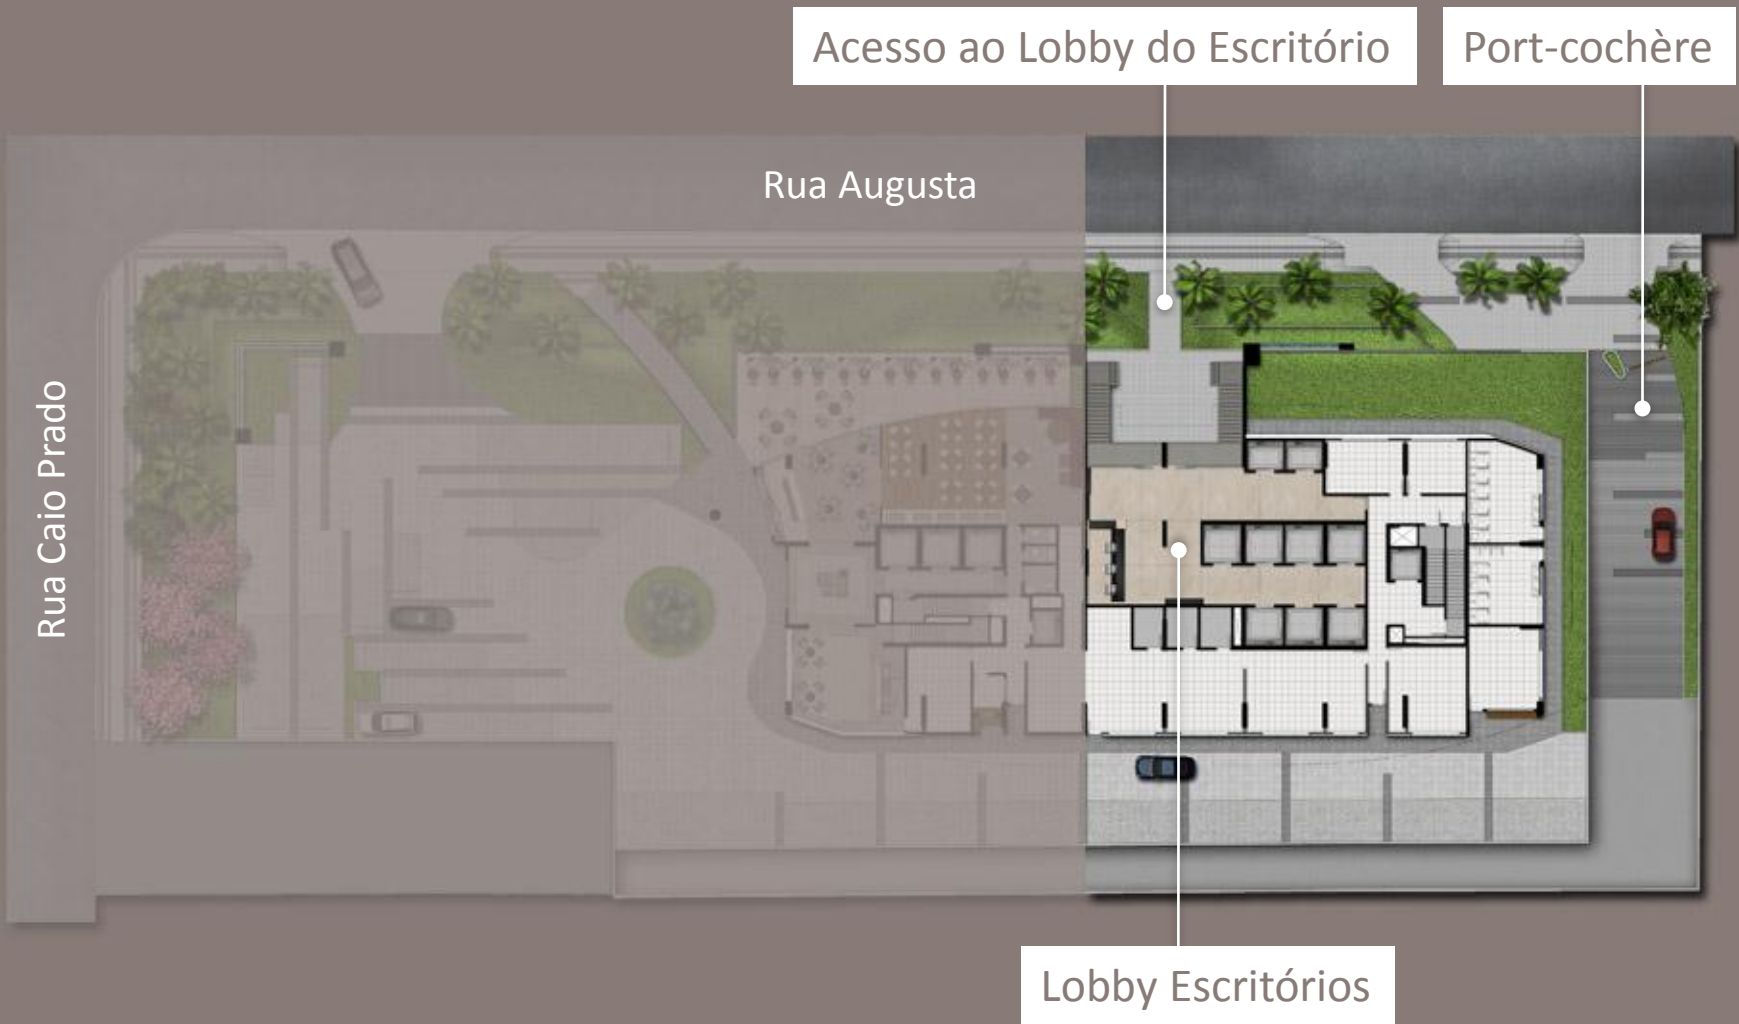 Acesso ao Lobby do Escritório
Port-cochère
Rua Augusta
Rua Caio Prado
Lobby Escritórios